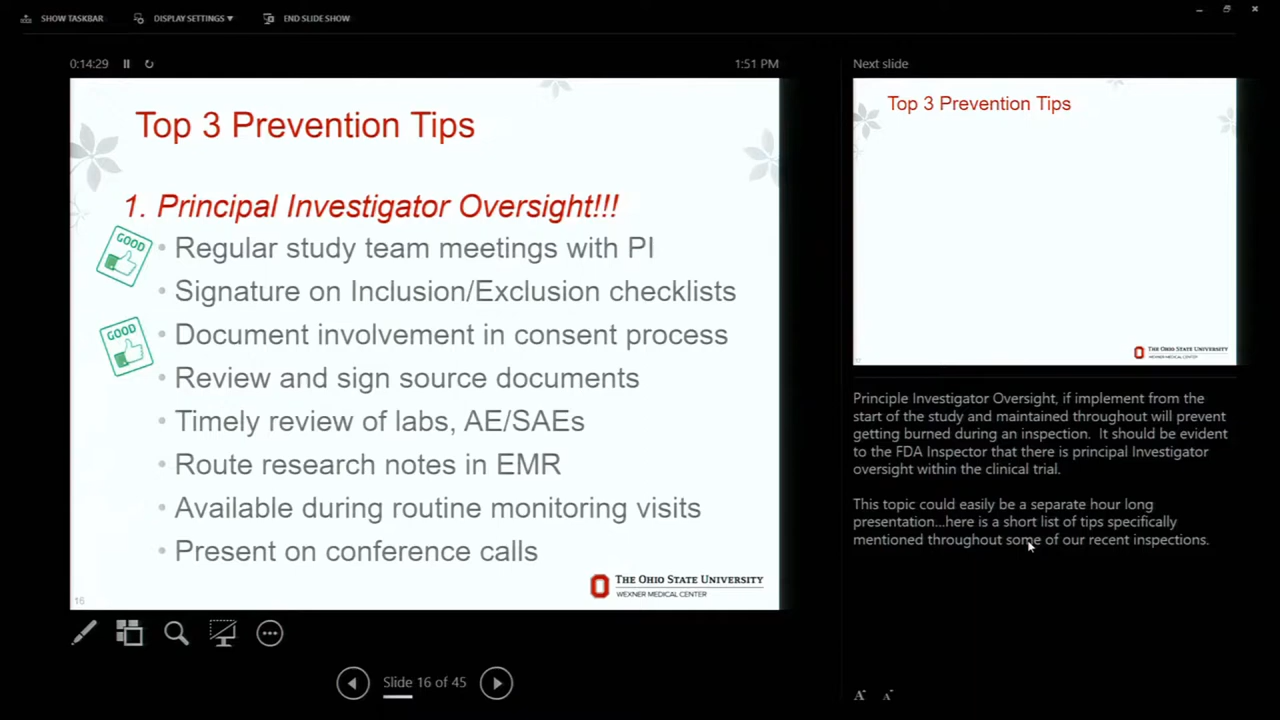 SHOW TASKBAR
DISPLAY SETTINGS
END SLIDE SHOW
0:14:29
1:51 PM
Top 3 Prevention Tips
1. Principal Investigator Oversight!!!
GOOD
• Regular study team meetings with PI
• Signature on Inclusion/Exclusion checklists
GOOD
• Document involvement in consent process
• Review and sign source documents
• Timely review of labs, AE/SAEs
• Route research notes in EMR
• Available during routine monitoring visits
• Present on conference calls
THE OHIO STATE UNIVERSITY
WEXNER MEDICAL CENTER
16
Slide 16 of 45
Next slide
Top 3 Prevention Tips
THE OHIO STATE UNIVERSITY
WEXNER MEDICAL CENTER
17
Principle Investigator Oversight, if implement from the
start of the study and maintained throughout will prevent
getting burned during an inspection.  It should be evident
to the FDA Inspector that there is principal Investigator
oversight within the clinical trial.
This topic could easily be a separate hour long
presentation...here is a short list of tips specifically
mentioned throughout some of our recent inspections.
A A